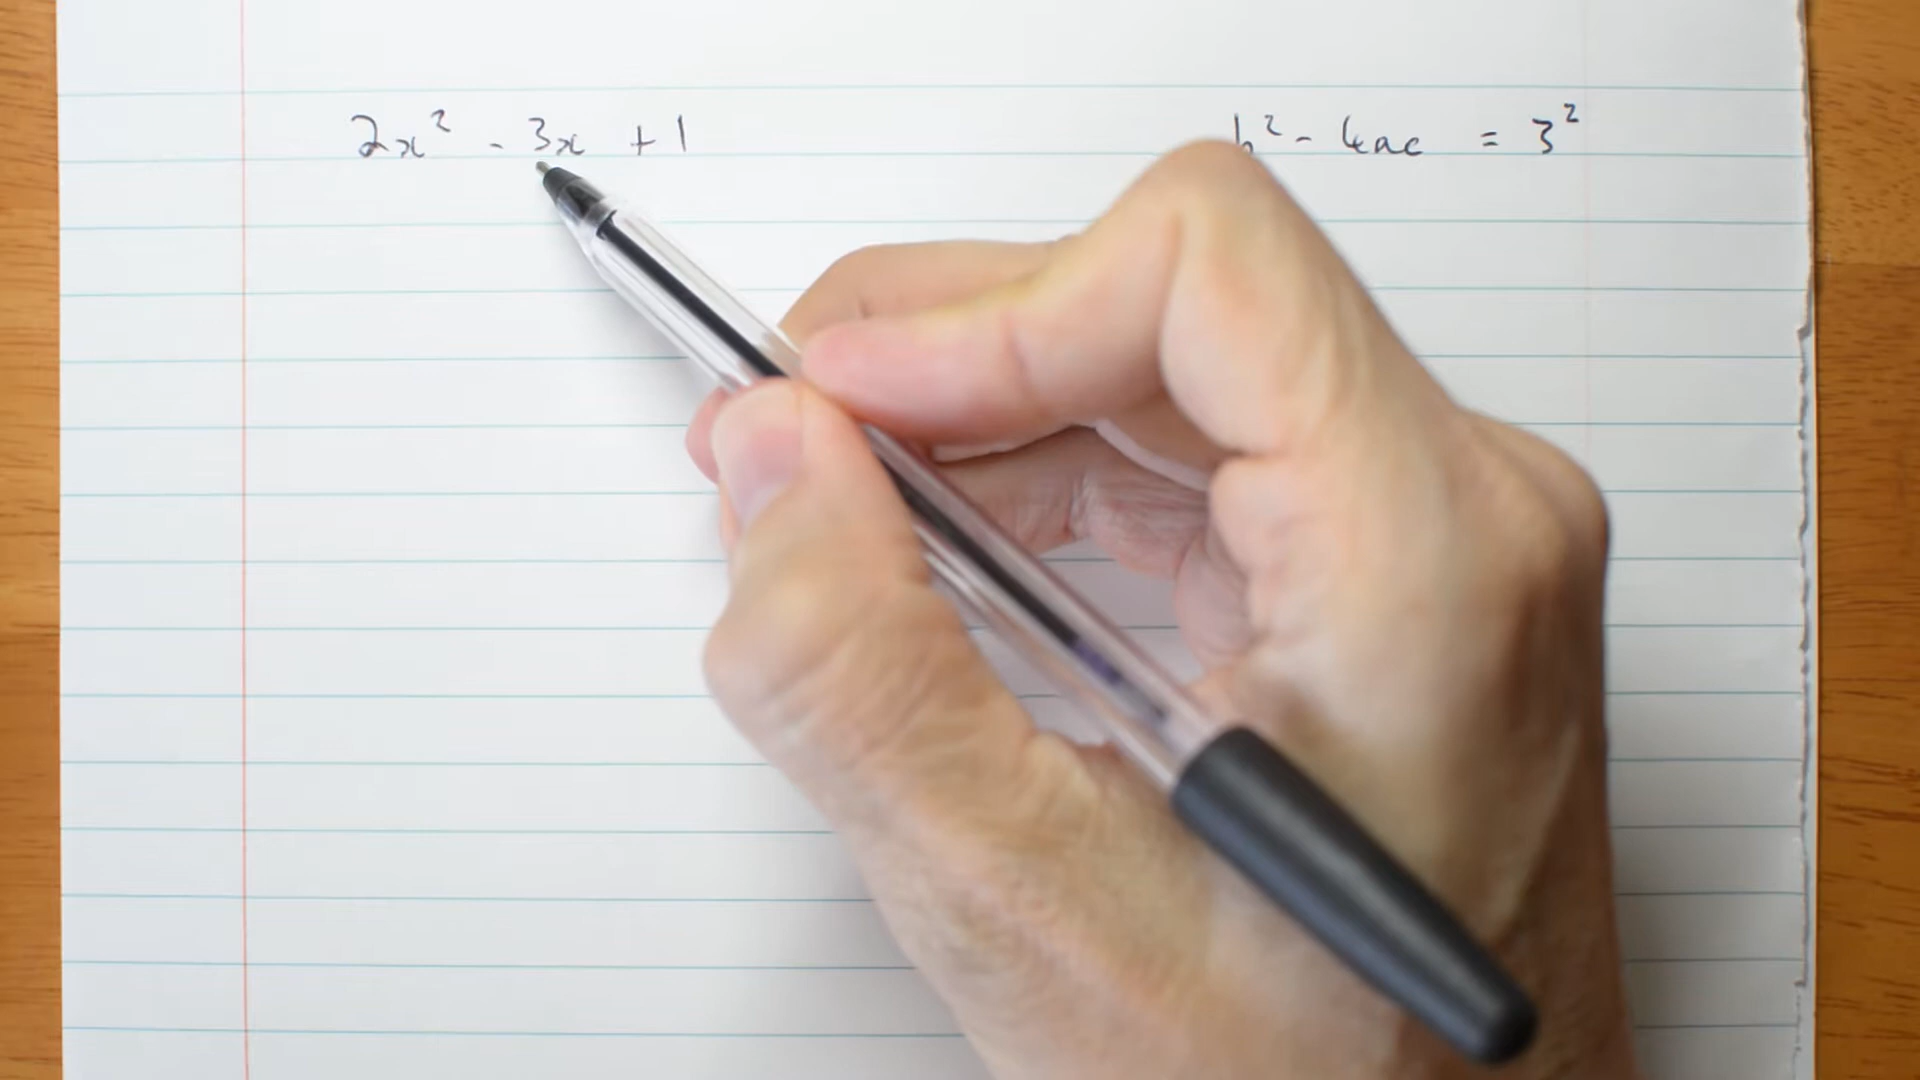 2x² - 3x + 1
b² - 4ac = 3²